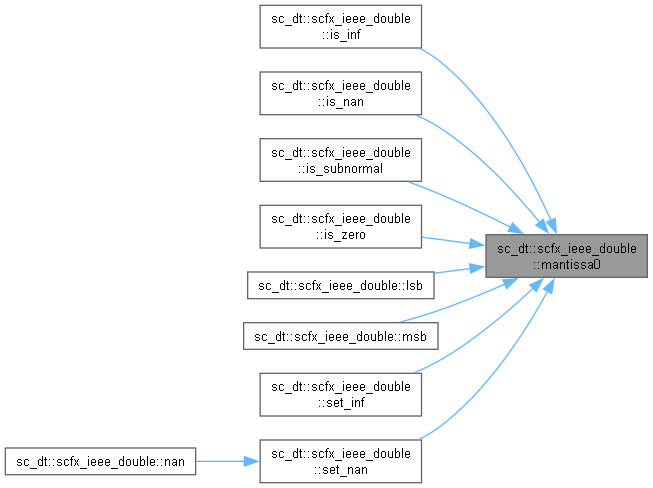 sc_dt::scfx_ieee_double
::is_inf
sc_dt::scfx_ieee_double
::is_nan
sc_dt::scfx_ieee_double
::is_subnormal
sc_dt::scfx_ieee_double
::is_zero
sc_dt::scfx_ieee_double
::mantissa0
sc_dt::scfx_ieee_double::lsb
sc_dt::scfx_ieee_double::msb
sc_dt::scfx_ieee_double
::set_inf
sc_dt::scfx_ieee_double::nan
sc_dt::scfx_ieee_double
::set_nan